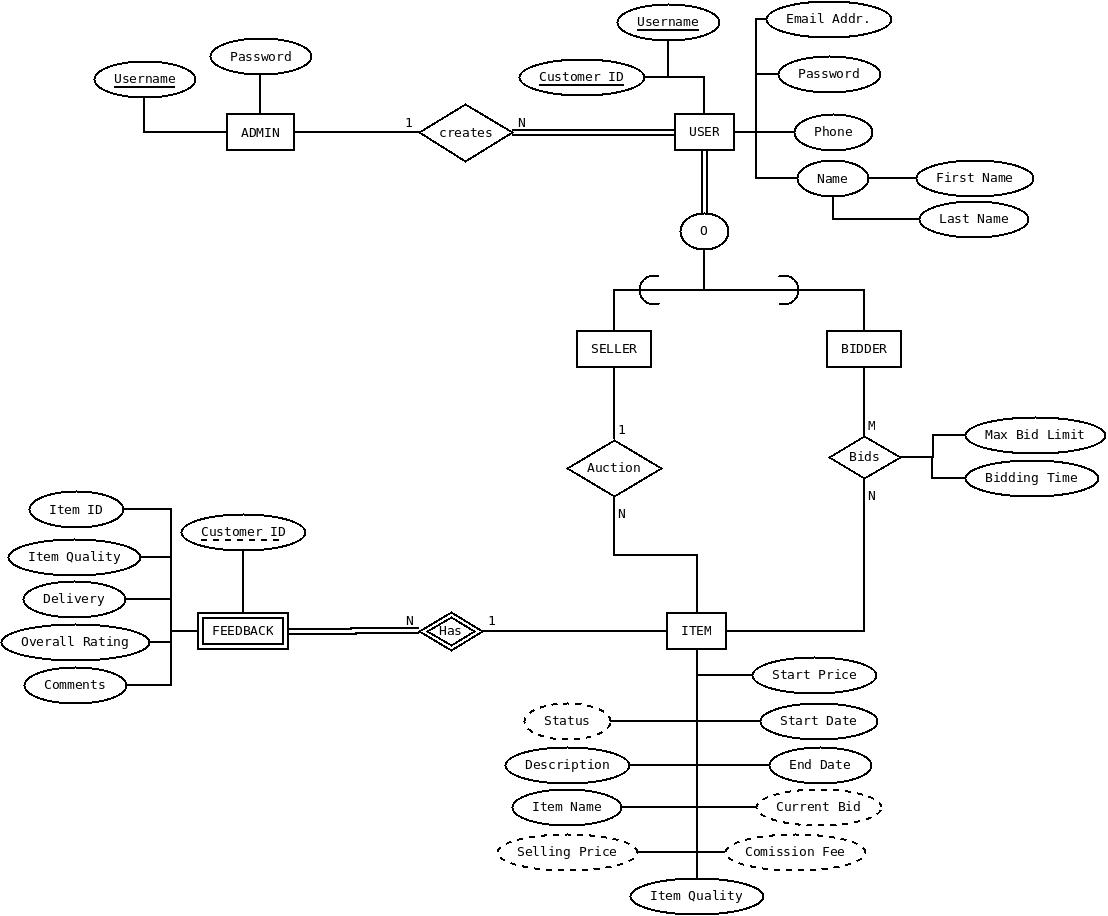 Username
Email Addr.
Password
Username
Customer ID
Password
ADMIN
1
creates
N
USER
Phone
Name
First Name
Last Name
O
SELLER
BIDDER
1
M
Auction
Bids
Max Bid Limit
Bidding Time
N
N
Item ID
Customer ID
Item Quality
Delivery
Overall Rating
Comments
FEEDBACK
N
Has
1
ITEM
Start Price
Status
Start Date
Description
End Date
Item Name
Current Bid
Selling Price
Comission Fee
Item Quality